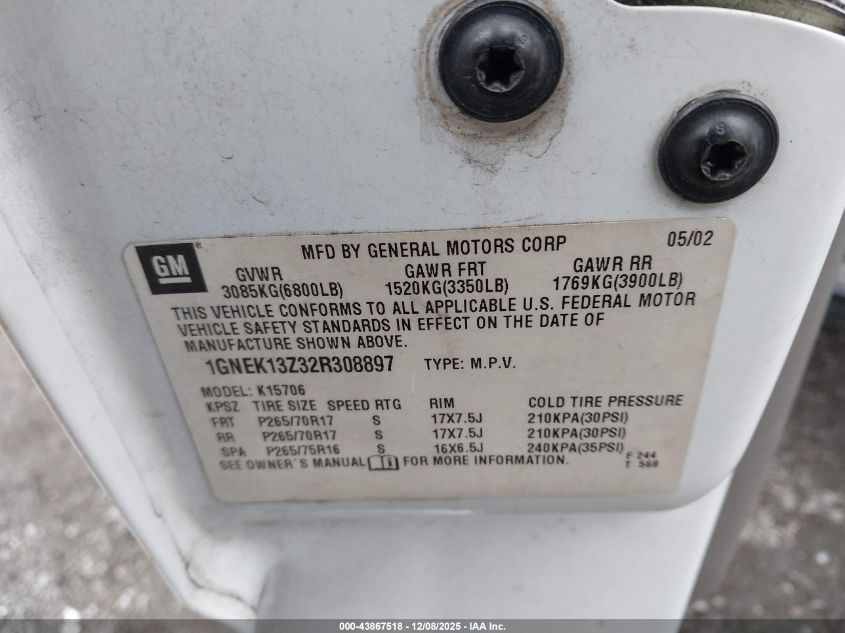 GM
MFD BY GENERAL MOTORS CORP 05/02
GVWR GAWR FRT GAWR RR
3085KG(6800LB) 1520KG(3350LB) 1769KG(3900LB)
THIS VEHICLE CONFORMS TO ALL APPLICABLE U.S. FEDERAL MOTOR
VEHICLE SAFETY STANDARDS IN EFFECT ON THE DATE OF
MANUFACTURE SHOWN ABOVE.
1GNEK13Z32R308897 TYPE: M.P.V.
MODEL: K15706
KPSZ TIRE SIZE SPEED RTG RIM COLD TIRE PRESSURE
FRT P265/70R17 S 17X7.5J 210KPA(30PSI)
RR P265/70R17 S 17X7.5J 210KPA(30PSI)
SPA P265/75R16 S 16X6.5J 240KPA(35PSI)
SEE OWNER'S MANUAL FOR MORE INFORMATION.
F 244
T 568
000-43867518 - 12/08/2025 - IAA Inc.